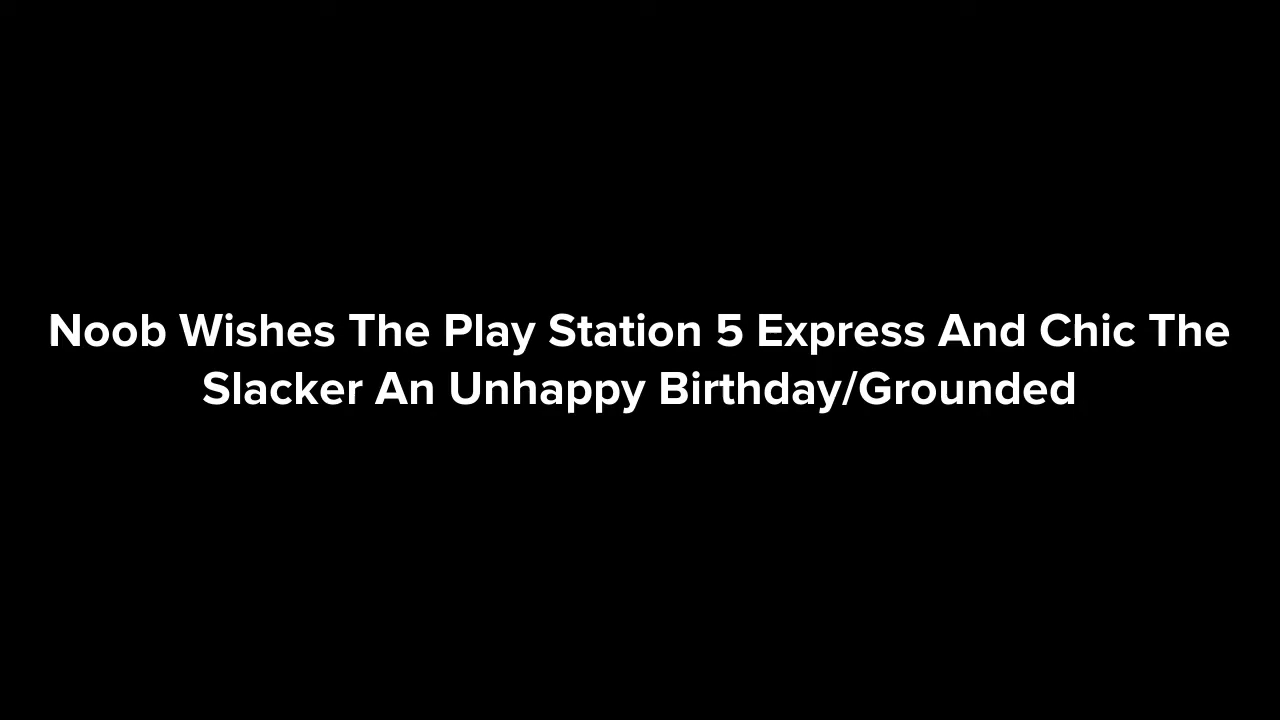 Noob Wishes The Play Station 5 Express And Chic The
Slacker An Unhappy Birthday/Grounded